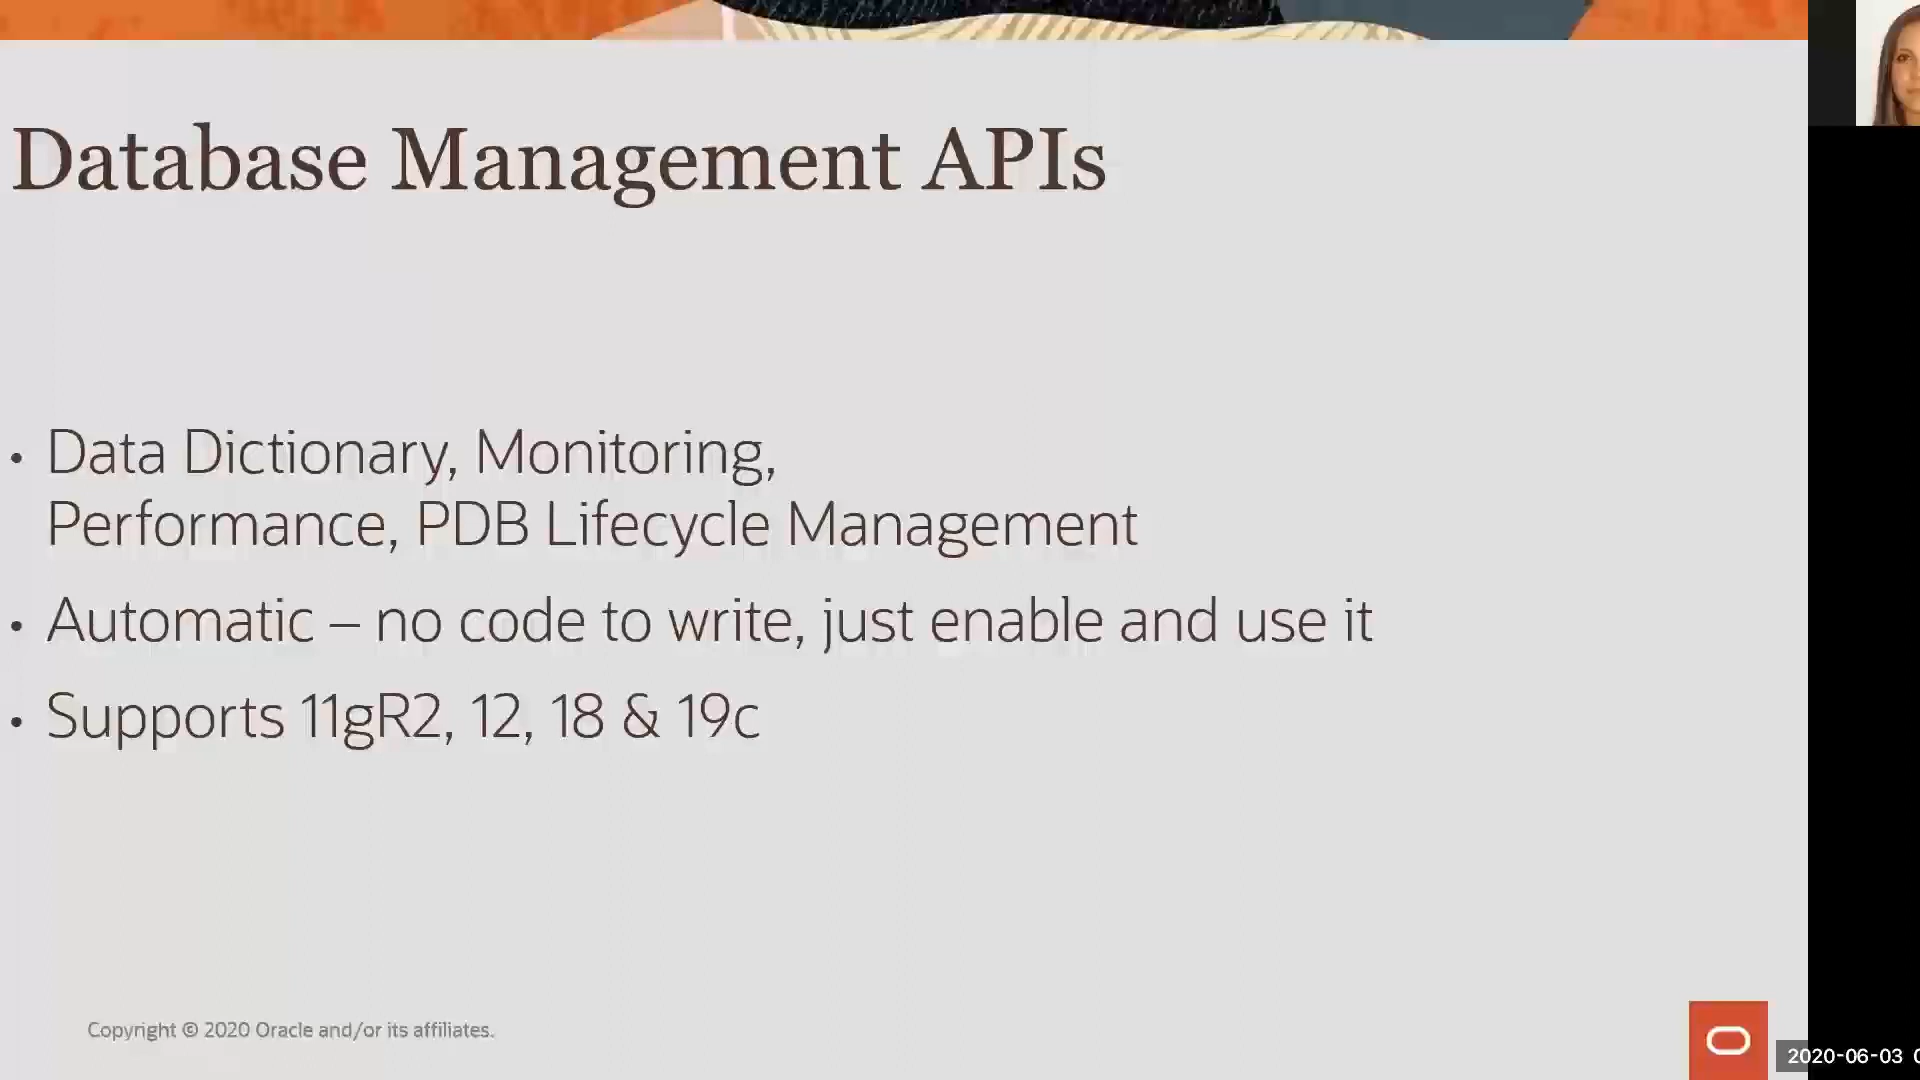 Database Management APIs
• Data Dictionary, Monitoring,
Performance, PDB Lifecycle Management
• Automatic – no code to write, just enable and use it
• Supports 11gR2, 12, 18 & 19c
Copyright © 2020 Oracle and/or its affiliates.
2020-06-03